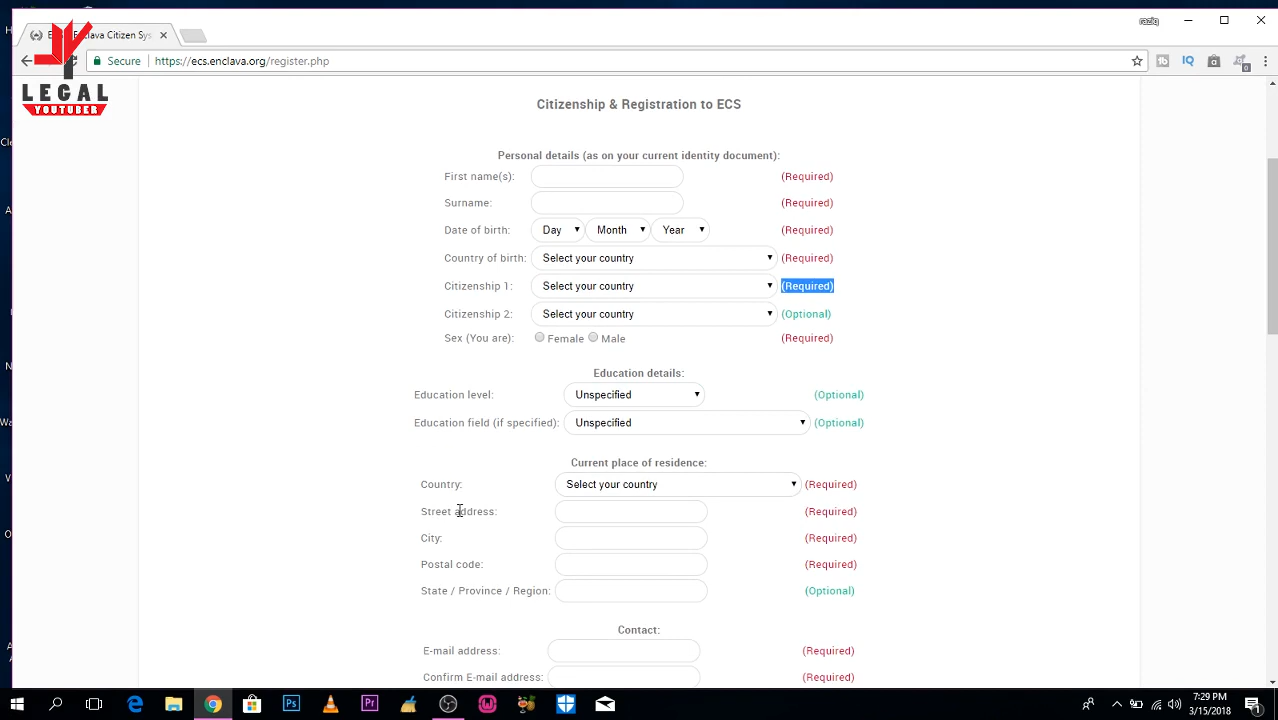 raziq
Enclava Citizen Sys
Secure
https://ecs.enclava.org/register.php
LEGAL
YOUTUBER
Citizenship & Registration to ECS
Personal details (as on your current identity document):
First name(s): (Required)
Surname: (Required)
Date of birth: Day Month Year (Required)
Country of birth: Select your country (Required)
Citizenship 1: Select your country (Required)
Citizenship 2: Select your country (Optional)
Sex (You are): Female Male (Required)
Education details:
Education level: Unspecified (Optional)
Education field (if specified): Unspecified (Optional)
Current place of residence:
Country: Select your country (Required)
Street address: (Required)
City: (Required)
Postal code: (Required)
State / Province / Region: (Optional)
Contact:
E-mail address: (Required)
Confirm E-mail address: (Required)
7:29 PM
3/15/2018